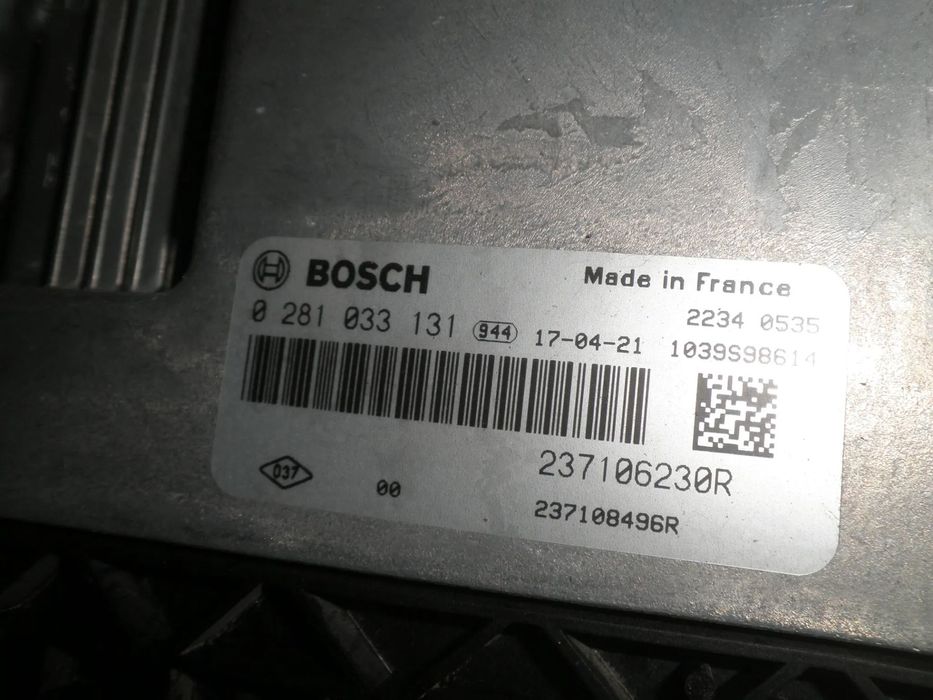 BOSCH
Made in France
0 281 033 131 944 17-04-21
2234 0535
1039S98614
237106230R
037
00
237108496R